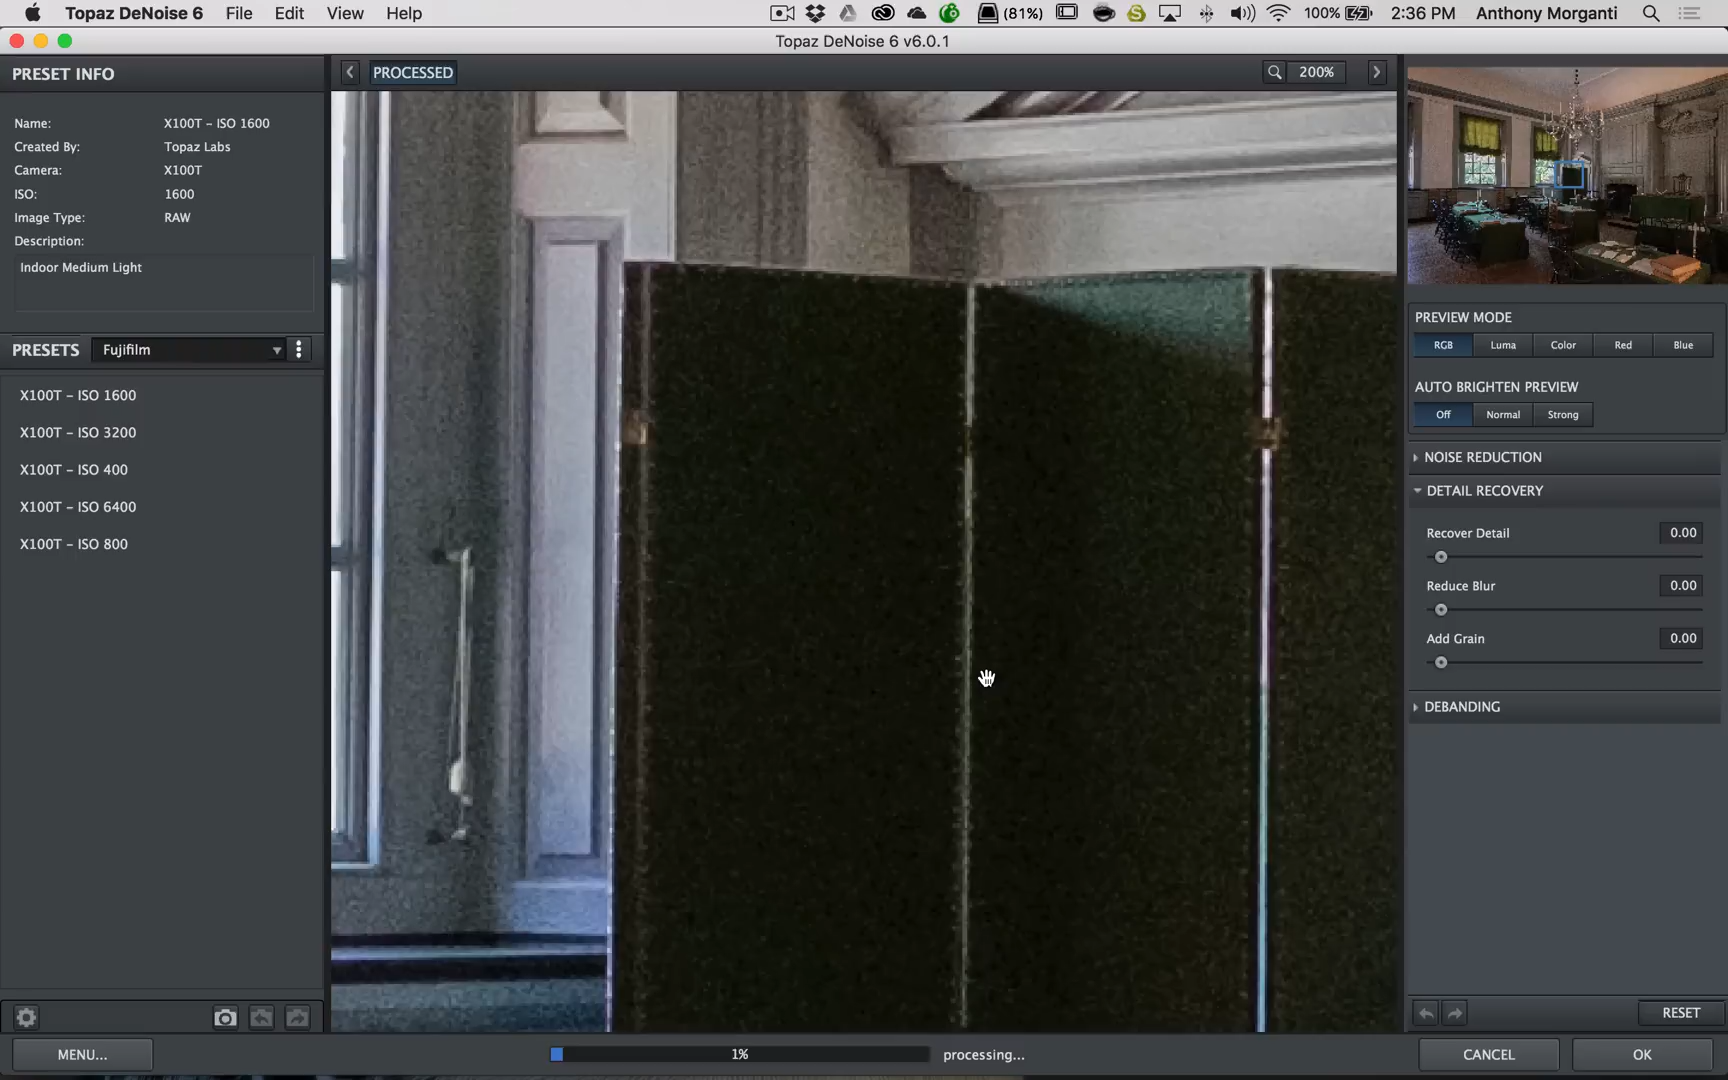 Topaz DeNoise 6 File Edit View Help (81%) 100% 2:36 PM Anthony Morganti
Topaz DeNoise 6 v6.0.1
PRESET INFO
Name: X100T – ISO 1600
Created By: Topaz Labs
Camera: X100T
ISO: 1600
Image Type: RAW
Description:
Indoor Medium Light
PRESETS Fujifilm
X100T – ISO 1600
X100T – ISO 3200
X100T – ISO 400
X100T – ISO 6400
X100T – ISO 800
MENU...
PROCESSED 200%
1% processing...
PREVIEW MODE
RGB Luma Color Red Blue
AUTO BRIGHTEN PREVIEW
Off Normal Strong
NOISE REDUCTION
DETAIL RECOVERY
Recover Detail 0.00
Reduce Blur 0.00
Add Grain 0.00
DEBANDING
RESET
CANCEL OK